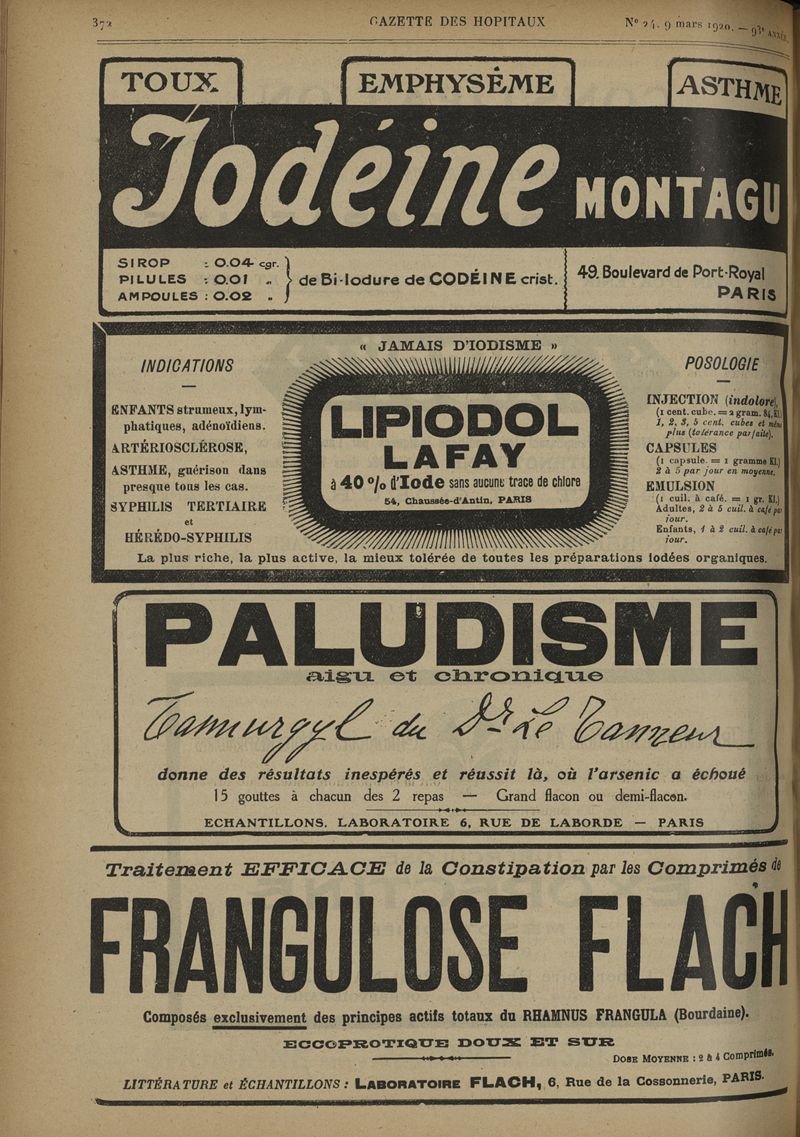 372
GAZETTE DES HOPITAUX
N° 24. 9 mars 1920. — 93e ANNÉE
TOUX
EMPHYSÊME
ASTHME
Iodéine MONTAGU
SIROP : 0.04 cgr.
PILULES : 0.01 „
AMPOULES : 0.02 „
de Bi-Iodure de CODÉINE crist.
49. Boulevard de Port-Royal
PARIS
« JAMAIS D'IODISME »
INDICATIONS
ENFANTS strumeux, lym-
phatiques, adénoïdiens.
ARTÉRIOSCLÉROSE,
ASTHME, guérison dans
presque tous les cas.
SYPHILIS TERTIAIRE
et
HÉRÉDO-SYPHILIS
LIPIODOL
LAFAY
à 40 % d'Iode sans aucune trace de chlore
54, Chaussée-d'Antin, PARIS
POSOLOGIE
INJECTION (indolore),
(1 cent. cube. = 2 gram. 84, KI.)
1, 2, 3, 5 cent. cubes et même
plus (tolérance parfaite).
CAPSULES
(1 capsule. = 1 gramme KI.)
2 à 5 par jour en moyenne.
EMULSION
(1 cuil. à café. = 1 gr. KI.)
Adultes, 2 à 5 cuil. à café par
jour.
Enfants, 1 à 2 cuil. à café par
jour.
La plus riche, la plus active, la mieux tolérée de toutes les préparations iodées organiques.
PALUDISME
aigu et chronique
Tannurgyl du Dr Le Tanneur
donne des résultats inespérés et réussit là, où l'arsenic a échoué
15 gouttes à chacun des 2 repas — Grand flacon ou demi-flacon.
ECHANTILLONS. LABORATOIRE 6, RUE DE LABORDE — PARIS
Traitement EFFICACE de la Constipation par les Comprimés de
FRANGULOSE FLACH
Composés exclusivement des principes actifs totaux du RHAMNUS FRANGULA (Bourdaine).
ECCOPROTIQUE DOUX ET SUR
DOSE MOYENNE : 2 à 4 Comprimés.
LITTÉRATURE et ÉCHANTILLONS : LABORATOIRE FLACH, 6, Rue de la Cossonnerie, PARIS.